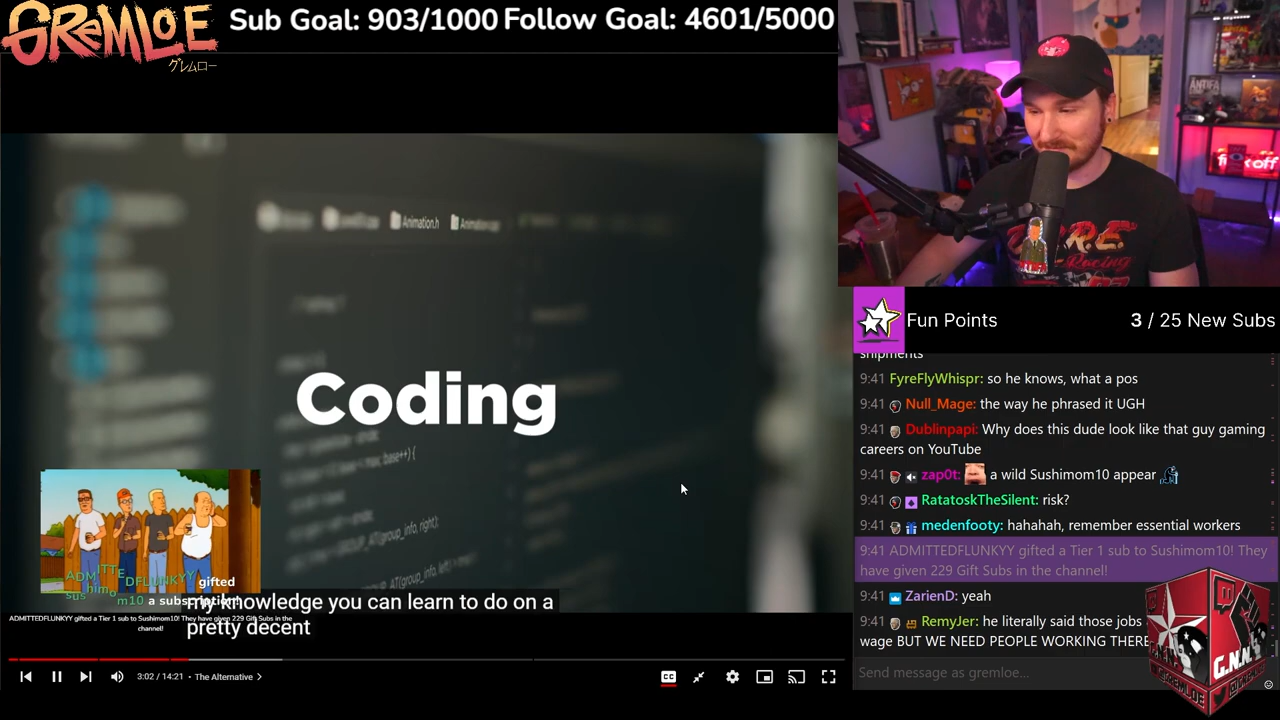 GREMLOE
グレムロー
Sub Goal: 903/1000 Follow Goal: 4601/5000
Animation.h
Coding
ADMITTEDFLUNKYY gifted
sushimom10 a subscription!
ADMITTEDFLUNKYY gifted a Tier 1 sub to Sushimom10! They have given 229 Gift Subs in the
channel!
my knowledge you can learn to do on a
pretty decent
3:02 / 14:21 • The Alternative >
CC
Fun Points
3 / 25 New Subs
shipments
9:41 FyreFlyWhispr: so he knows, what a pos
9:41 Null_Mage: the way he phrased it UGH
9:41 Dublinpapi: Why does this dude look like that guy gaming
careers on YouTube
9:41 zap0t: a wild Sushimom10 appear
9:41 RatatoskTheSilent: risk?
9:41 medenfooty: hahahah, remember essential workers
9:41 ADMITTEDFLUNKYY gifted a Tier 1 sub to Sushimom10! They
have given 229 Gift Subs in the channel!
9:41 ZarienD: yeah
9:41 RemyJer: he literally said those jobs
wage BUT WE NEED PEOPLE WORKING THERE
Send message as gremloe...
G.N.N.
GREMLOE